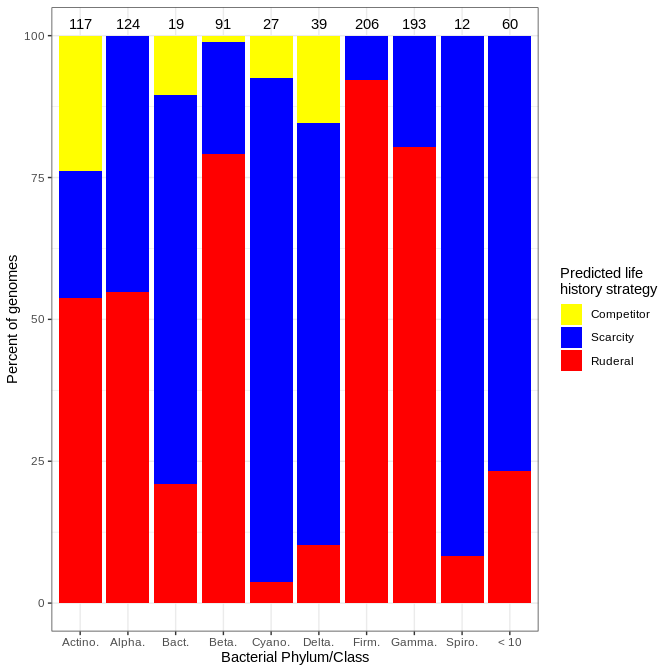 117 124 19 91 27 39 206 193 12 60
100
75
50
25
0
Percent of genomes
Actino. Alpha. Bact. Beta. Cyano. Delta. Firm. Gamma. Spiro. < 10
Bacterial Phylum/Class
Predicted life
history strategy
Competitor
Scarcity
Ruderal